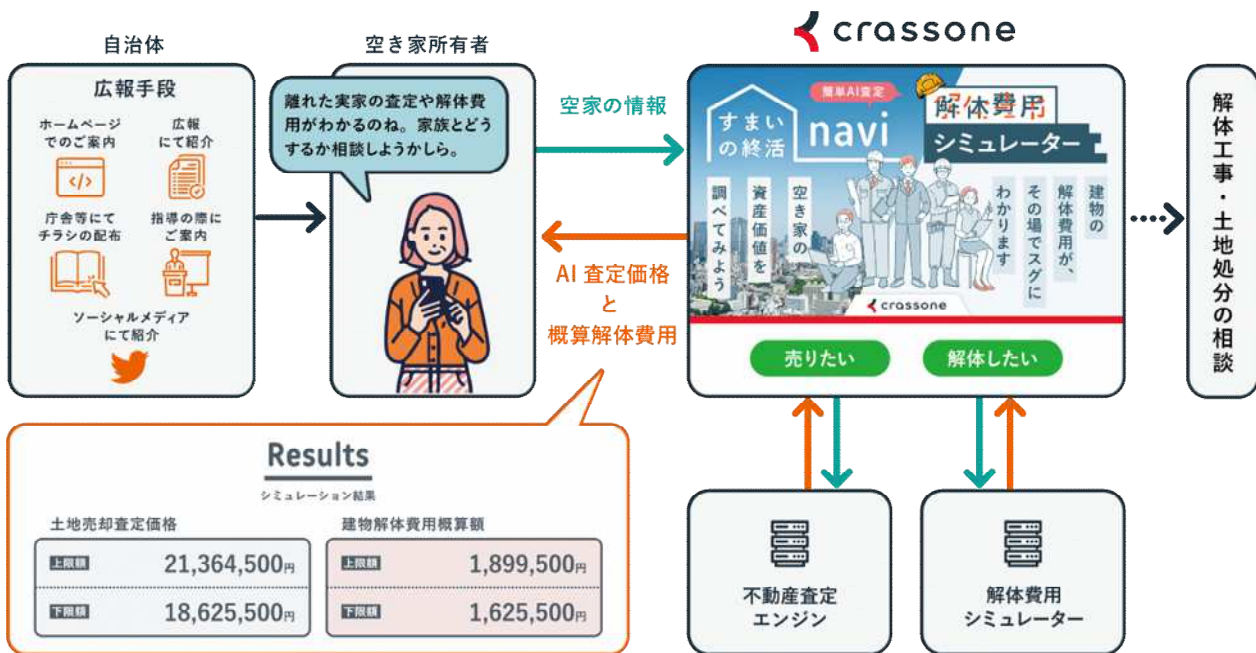 自治体
広報手段
ホームページ
でのご案内
広報
にて紹介
</>
庁舎等にて
チラシの配布
指導の際に
ご案内
ソーシャルメディア
にて紹介
空き家所有者
離れた実家の査定や解体費
用がわかるのね。家族とどう
するか相談しようかしら。
空家の情報
AI 査定価格
と
概算解体費用
crassone
すまい
の終活
navi
簡単AI査定
解体費用
シミュレーター
空き家の
資産価値を
調べてみよう
建物の
解体費用が、
その場でスグに
わかります
crassone
売りたい
解体したい
解体工事・土地処分の相談
Results
シミュレーション結果
土地売却査定価格
上限額 21,364,500円
下限額 18,625,500円
建物解体費用概算額
上限額 1,899,500円
下限額 1,625,500円
不動産査定
エンジン
解体費用
シミュレーター